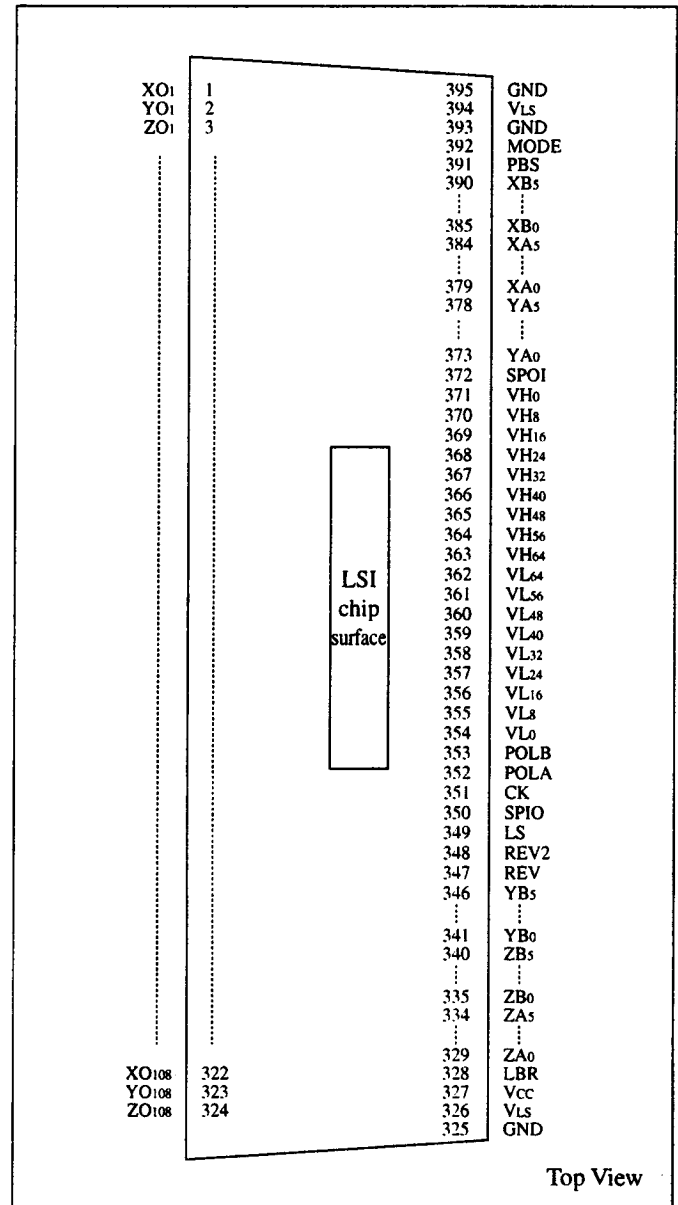 XO1 1 395 GND
YO1 2 394 VLS
ZO1 3 393 GND
392 MODE
391 PBS
390 XB5
385 XB0
384 XA5
379 XA0
378 YA5
373 YA0
372 SPOI
371 VH0
370 VH8
369 VH16
368 VH24
367 VH32
366 VH40
365 VH48
364 VH56
363 VH64
362 VL64
361 VL56
360 VL48
359 VL40
358 VL32
357 VL24
356 VL16
355 VL8
354 VL0
353 POLB
352 POLA
351 CK
350 SPIO
349 LS
348 REV2
347 REV
346 YB5
341 YB0
340 ZB5
335 ZB0
334 ZA5
329 ZA0
XO108 322 328 LBR
YO108 323 327 VCC
ZO108 324 326 VLS
325 GND
LSI
chip
surface
Top View